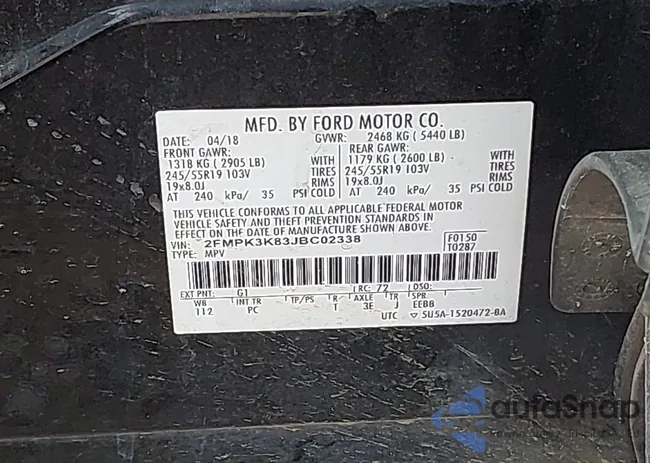 MFD. BY FORD MOTOR CO.
DATE: 04/18 GVWR: 2468 KG ( 5440 LB)
FRONT GAWR: REAR GAWR:
1318 KG ( 2905 LB) WITH 1179 KG ( 2600 LB) WITH
245/55R19 103V TIRES 245/55R19 103V TIRES
19x8.0J RIMS 19x8.0J RIMS
AT 240 kPa/ 35 PSI COLD AT 240 kPa/ 35 PSI COLD
THIS VEHICLE CONFORMS TO ALL APPLICABLE FEDERAL MOTOR
VEHICLE SAFETY AND THEFT PREVENTION STANDARDS IN
EFFECT ON THE DATE OF MANUFACTURE SHOWN ABOVE.
VIN: 2FMPK3K83JBC02338 F0150
TYPE: MPV T0287
EXT PNT: G1 RC: 72 DSO:
WB INT TR TP/PS R AXLE TR SPR
112 PC T 3E J EEBB
UTC ▽ 5U5A-1520472-BA
autoSnap